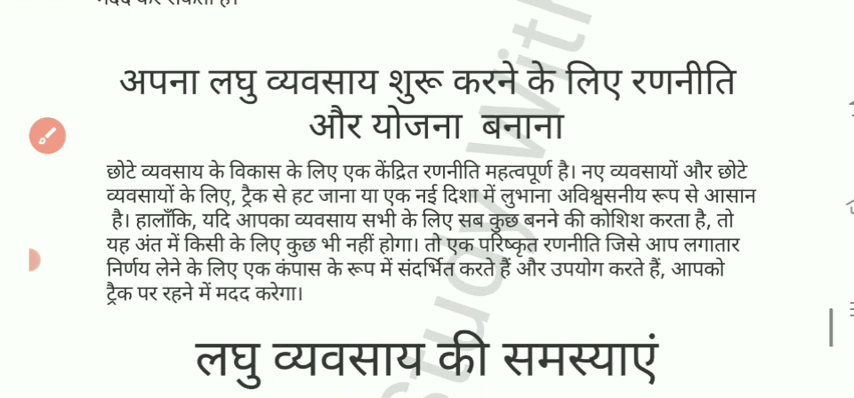 अपना लघु व्यवसाय शुरू करने के लिए रणनीति
और योजना बनाना
छोटे व्यवसाय के विकास के लिए एक केंद्रित रणनीति महत्वपूर्ण है। नए व्यवसायों और छोटे
व्यवसायों के लिए, ट्रैक से हट जाना या एक नई दिशा में लुभाना अविश्वसनीय रूप से आसान
है। हालाँकि, यदि आपका व्यवसाय सभी के लिए सब कुछ बनने की कोशिश करता है, तो
यह अंत में किसी के लिए कुछ भी नहीं होगा। तो एक परिष्कृत रणनीति जिसे आप लगातार
निर्णय लेने के लिए एक कंपास के रूप में संदर्भित करते हैं और उपयोग करते हैं, आपको
ट्रैक पर रहने में मदद करेगा।
लघु व्यवसाय की समस्याएं
Study With